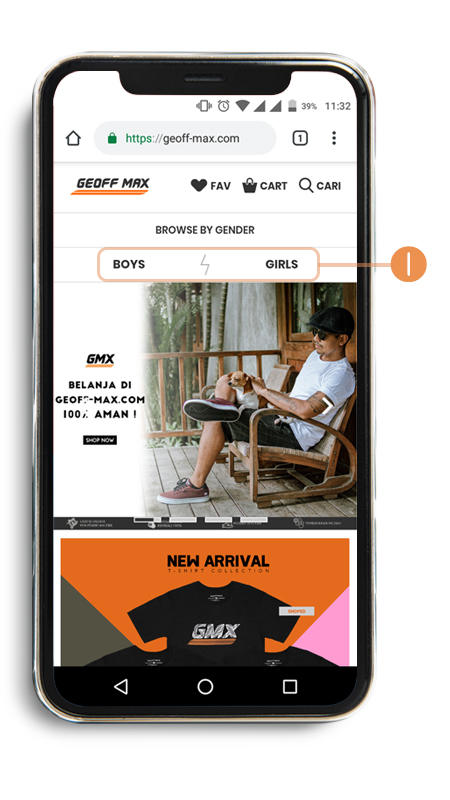 39% 11:32
https://geoff-max.com 1
GEOFF MAX FAV CART CARI
BROWSE BY GENDER
BOYS GIRLS
1
GMX
BELANJA DI
GEOFF-MAX.COM
100% AMAN !
SHOP NOW
NEW ARRIVAL
T-SHIRT COLLECTION
GMX